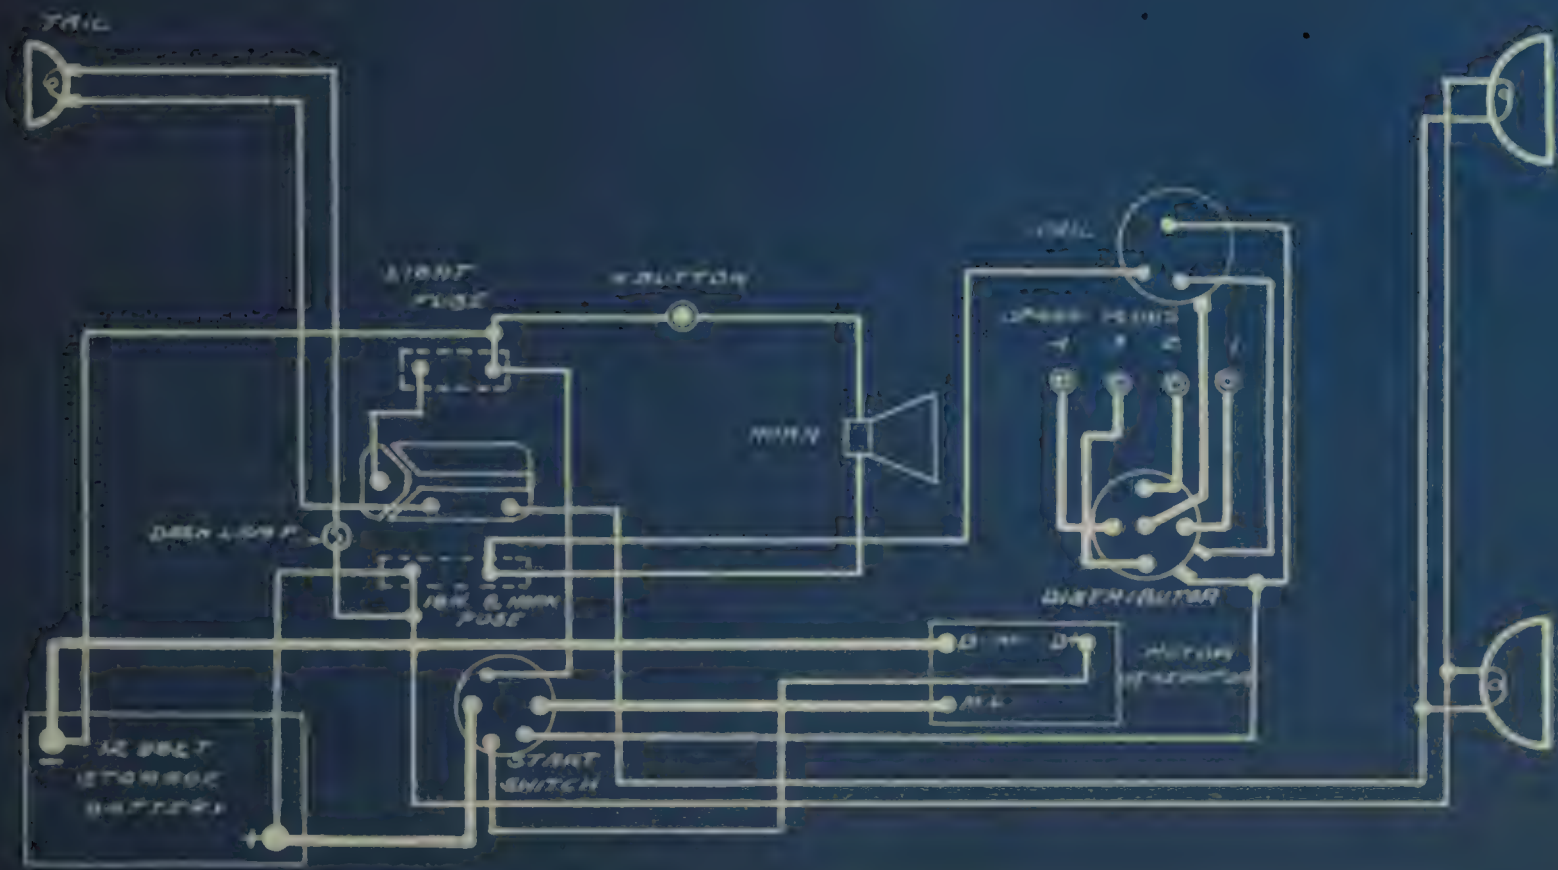 TAIL
LIGHT
FUSE
H BUTTON
COIL
SPARK PLUGS
4 3 2 1
HORN
DASH LAMP
IGN. & HORN
FUSE
DISTRIBUTOR
MOTOR
GENERATOR
12 VOLT
STORAGE
BATTERY
START
SWITCH